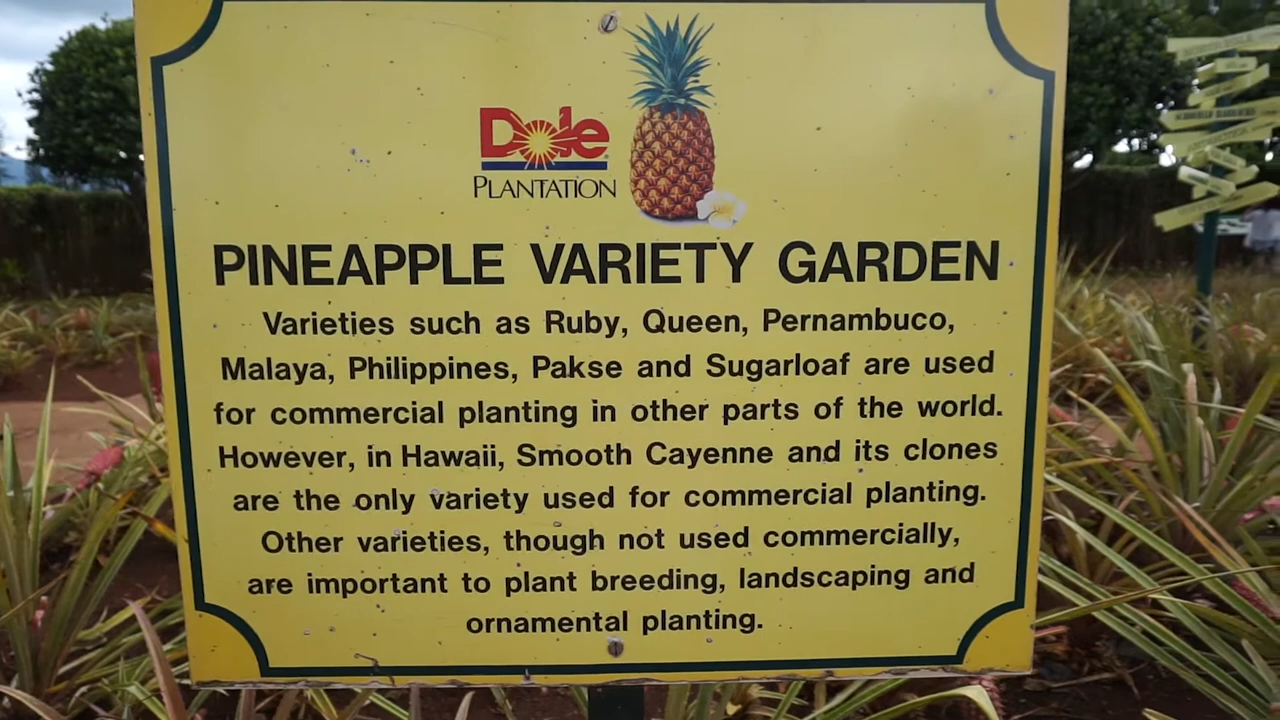 Dole
PLANTATION
PINEAPPLE VARIETY GARDEN
Varieties such as Ruby, Queen, Pernambuco,
Malaya, Philippines, Pakse and Sugarloaf are used
for commercial planting in other parts of the world.
However, in Hawaii, Smooth Cayenne and its clones
are the only variety used for commercial planting.
Other varieties, though not used commercially,
are important to plant breeding, landscaping and
ornamental planting.